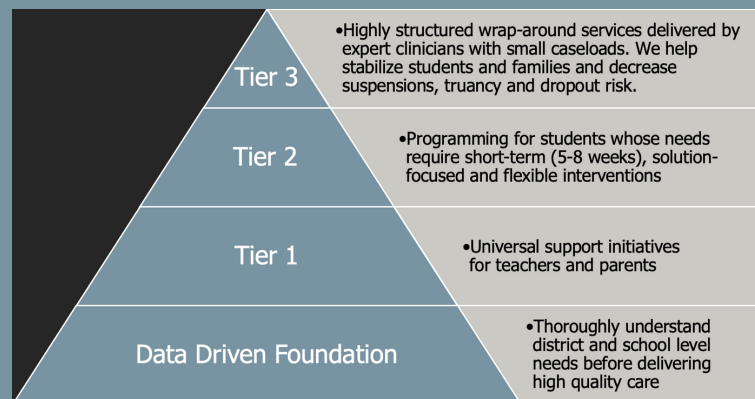 •Highly structured wrap-around services delivered by
expert clinicians with small caseloads. We help
stabilize students and families and decrease
suspensions, truancy and dropout risk.
Tier 3
•Programming for students whose needs
require short-term (5-8 weeks), solution-
focused and flexible interventions
Tier 2
•Universal support initiatives
for teachers and parents
Tier 1
•Thoroughly understand
district and school level
needs before delivering
high quality care
Data Driven Foundation